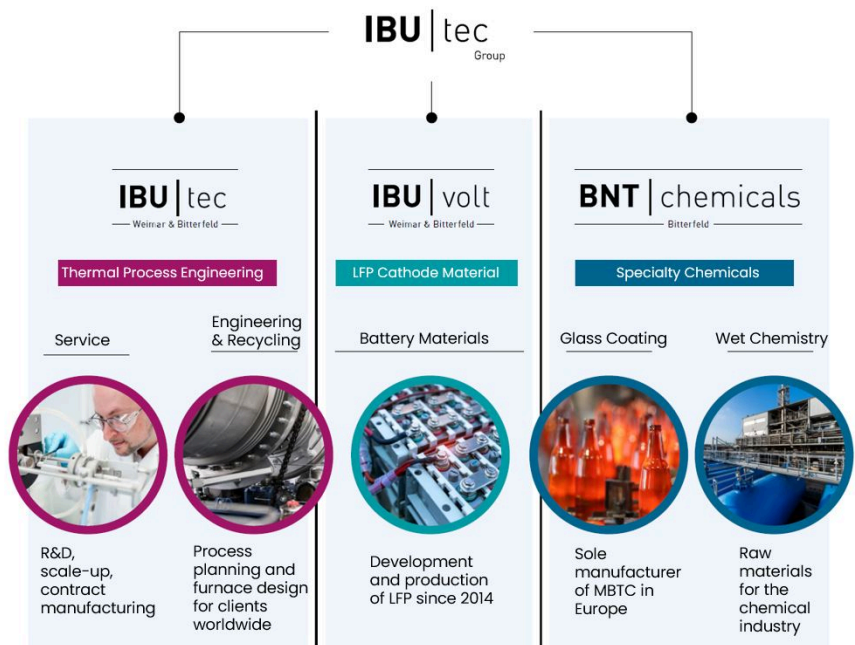 IBU|tec
Group
IBU|tec
Weimar & Bitterfeld
Thermal Process Engineering
Service
Engineering
& Recycling
R&D,
scale-up,
contract
manufacturing
Process
planning and
furnace design
for clients
worldwide
IBU|volt
Weimar & Bitterfeld
LFP Cathode Material
Battery Materials
Development
and production
of LFP since 2014
BNT|chemicals
Bitterfeld
Specialty Chemicals
Glass Coating
Wet Chemistry
Sole
manufacturer
of MBTC in
Europe
Raw
materials
for the
chemical
industry